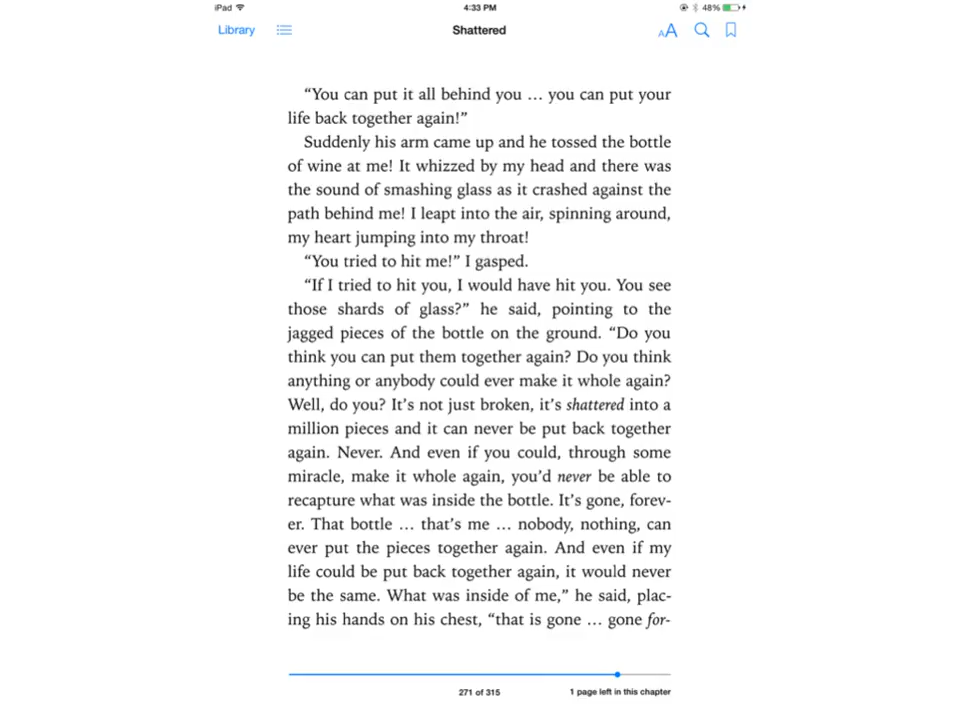 iPad 4:33 PM 48%
Library Shattered AA
“You can put it all behind you … you can put your
life back together again!”
Suddenly his arm came up and he tossed the bottle
of wine at me! It whizzed by my head and there was
the sound of smashing glass as it crashed against the
path behind me! I leapt into the air, spinning around,
my heart jumping into my throat!
“You tried to hit me!” I gasped.
“If I tried to hit you, I would have hit you. You see
those shards of glass?” he said, pointing to the
jagged pieces of the bottle on the ground. “Do you
think you can put them together again? Do you think
anything or anybody could ever make it whole again?
Well, do you? It’s not just broken, it’s shattered into a
million pieces and it can never be put back together
again. Never. And even if you could, through some
miracle, make it whole again, you’d never be able to
recapture what was inside the bottle. It’s gone, forev-
er. That bottle … that’s me … nobody, nothing, can
ever put the pieces together again. And even if my
life could be put back together again, it would never
be the same. What was inside of me,” he said, plac-
ing his hands on his chest, “that is gone … gone for-
271 of 315 1 page left in this chapter